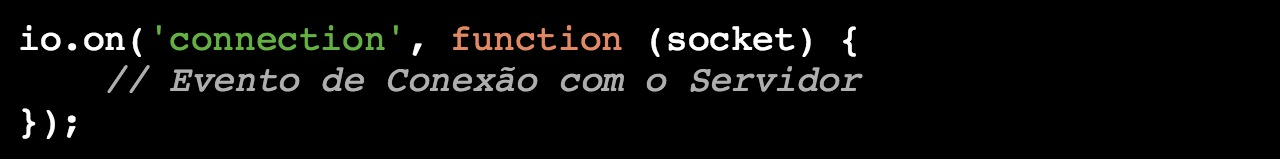 io.on('connection', function (socket) {
    // Evento de Conexão com o Servidor
});